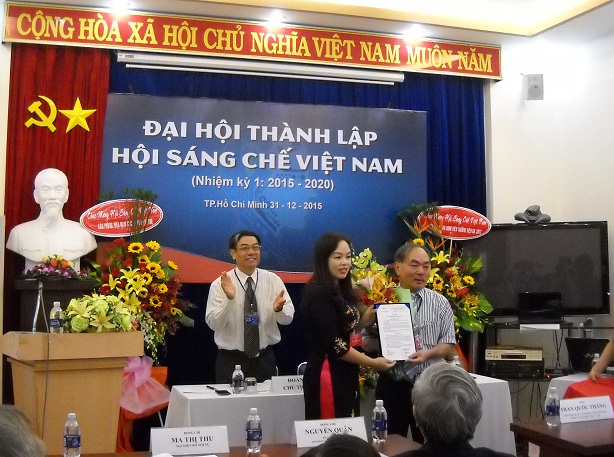 CỘNG HÒA XÃ HỘI CHỦ NGHĨA VIỆT NAM MUÔN NĂM
ĐẠI HỘI THÀNH LẬP
HỘI SÁNG CHẾ VIỆT NAM
(Nhiệm kỳ 1: 2015 - 2020)
TP.Hồ Chí Minh 31 - 12 - 2015
ĐOÀN
CHỦ T
MA THỊ THU
NGUYỄN QUÂN
TRẦN QUỐC THẮNG